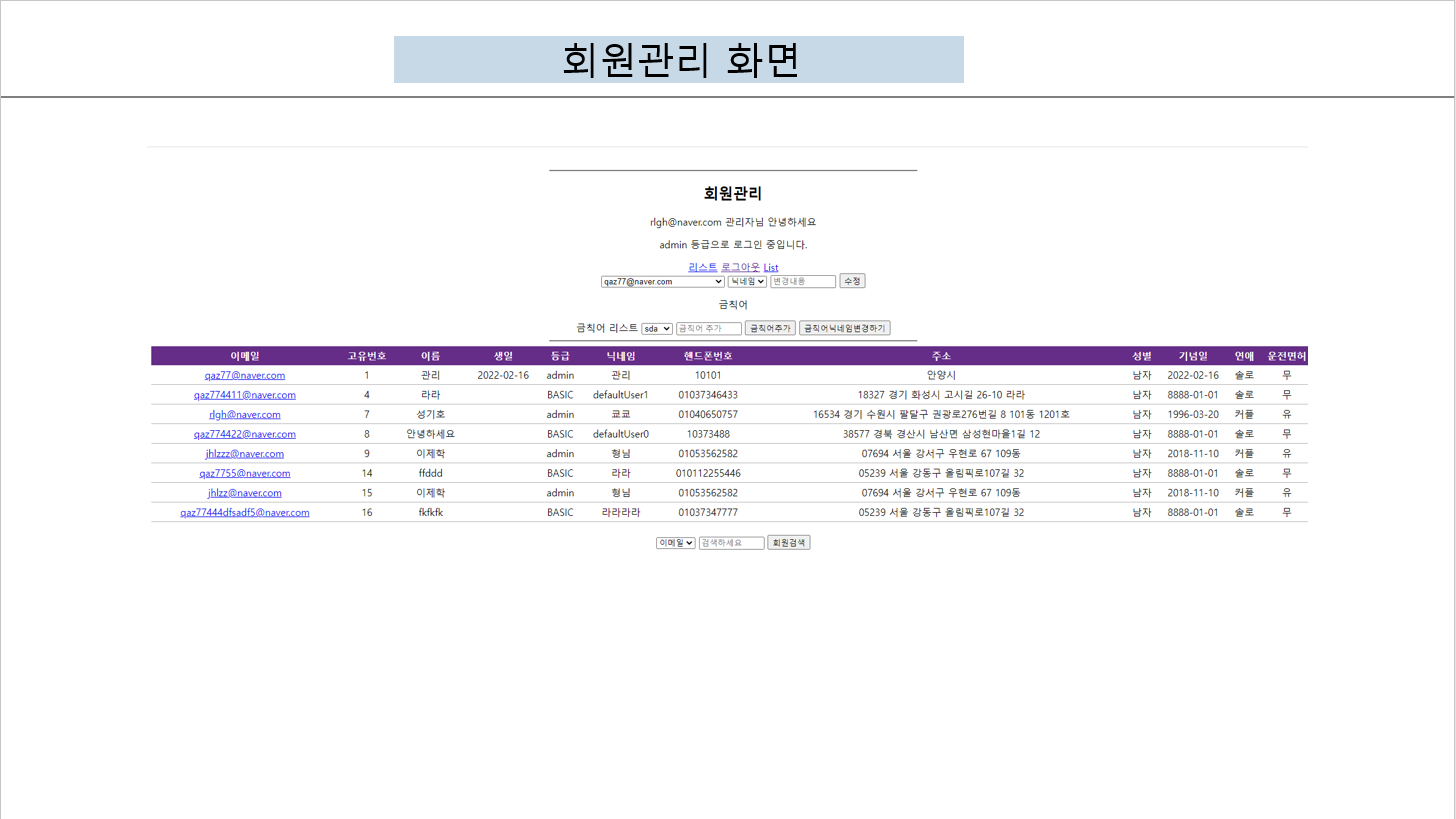 회원관리 화면
회원관리
rlgh@naver.com 관리자님 안녕하세요
admin 등급으로 로그인 중입니다.
리스트 로그아웃 List
qaz77@naver.com 닉네임 변경내용 수정
금칙어
금칙어 리스트 sda 금칙어 추가 금칙어추가 금칙어닉네임변경하기
이메일 고유번호 이름 생일 등급 닉네임 핸드폰번호 주소 성별 기념일 연애 운전면허
qaz77@naver.com 1 관리 2022-02-16 admin 관리 10101 안양시 남자 2022-02-16 솔로 무
qaz774411@naver.com 4 라라 BASIC defaultUser1 01037346433 18327 경기 화성시 고시길 26-10 라라 남자 8888-01-01 솔로 무
rlgh@naver.com 7 성기호 admin 쿄쿄 01040650757 16534 경기 수원시 팔달구 권광로276번길 8 101동 1201호 남자 1996-03-20 커플 유
qaz774422@naver.com 8 안녕하세요 BASIC defaultUser0 10373488 38577 경북 경산시 남산면 삼성현마을1길 12 남자 8888-01-01 솔로 무
jhlzzz@naver.com 9 이제학 admin 형님 01053562582 07694 서울 강서구 우현로 67 109동 남자 2018-11-10 커플 유
qaz7755@naver.com 14 ffddd BASIC 라라 010112255446 05239 서울 강동구 올림픽로107길 32 남자 8888-01-01 솔로 무
jhlzz@naver.com 15 이제학 admin 형님 01053562582 07694 서울 강서구 우현로 67 109동 남자 2018-11-10 커플 유
qaz77444dfsadf5@naver.com 16 fkfkfk BASIC 라라라라 01037347777 05239 서울 강동구 올림픽로107길 32 남자 8888-01-01 솔로 무
이메일 검색하세요 회원검색